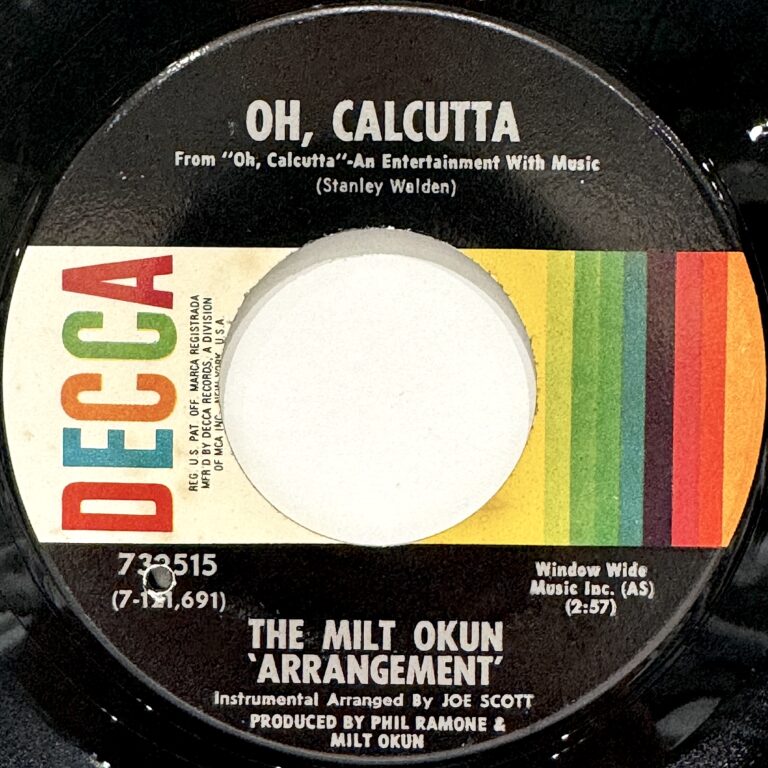 OH, CALCUTTA
From "Oh, Calcutta"-An Entertainment With Music
(Stanley Walden)
DECCA
REG. U.S. PAT. OFF. MARCA REGISTRADA
MFR'D BY DECCA RECORDS, A DIVISION
OF MCA INC., NEW YORK, U.S.A.
732515
(7-121,691)
Window Wide
Music Inc. (AS)
(2:57)
THE MILT OKUN
'ARRANGEMENT'
Instrumental Arranged By JOE SCOTT
PRODUCED BY PHIL RAMONE &
MILT OKUN